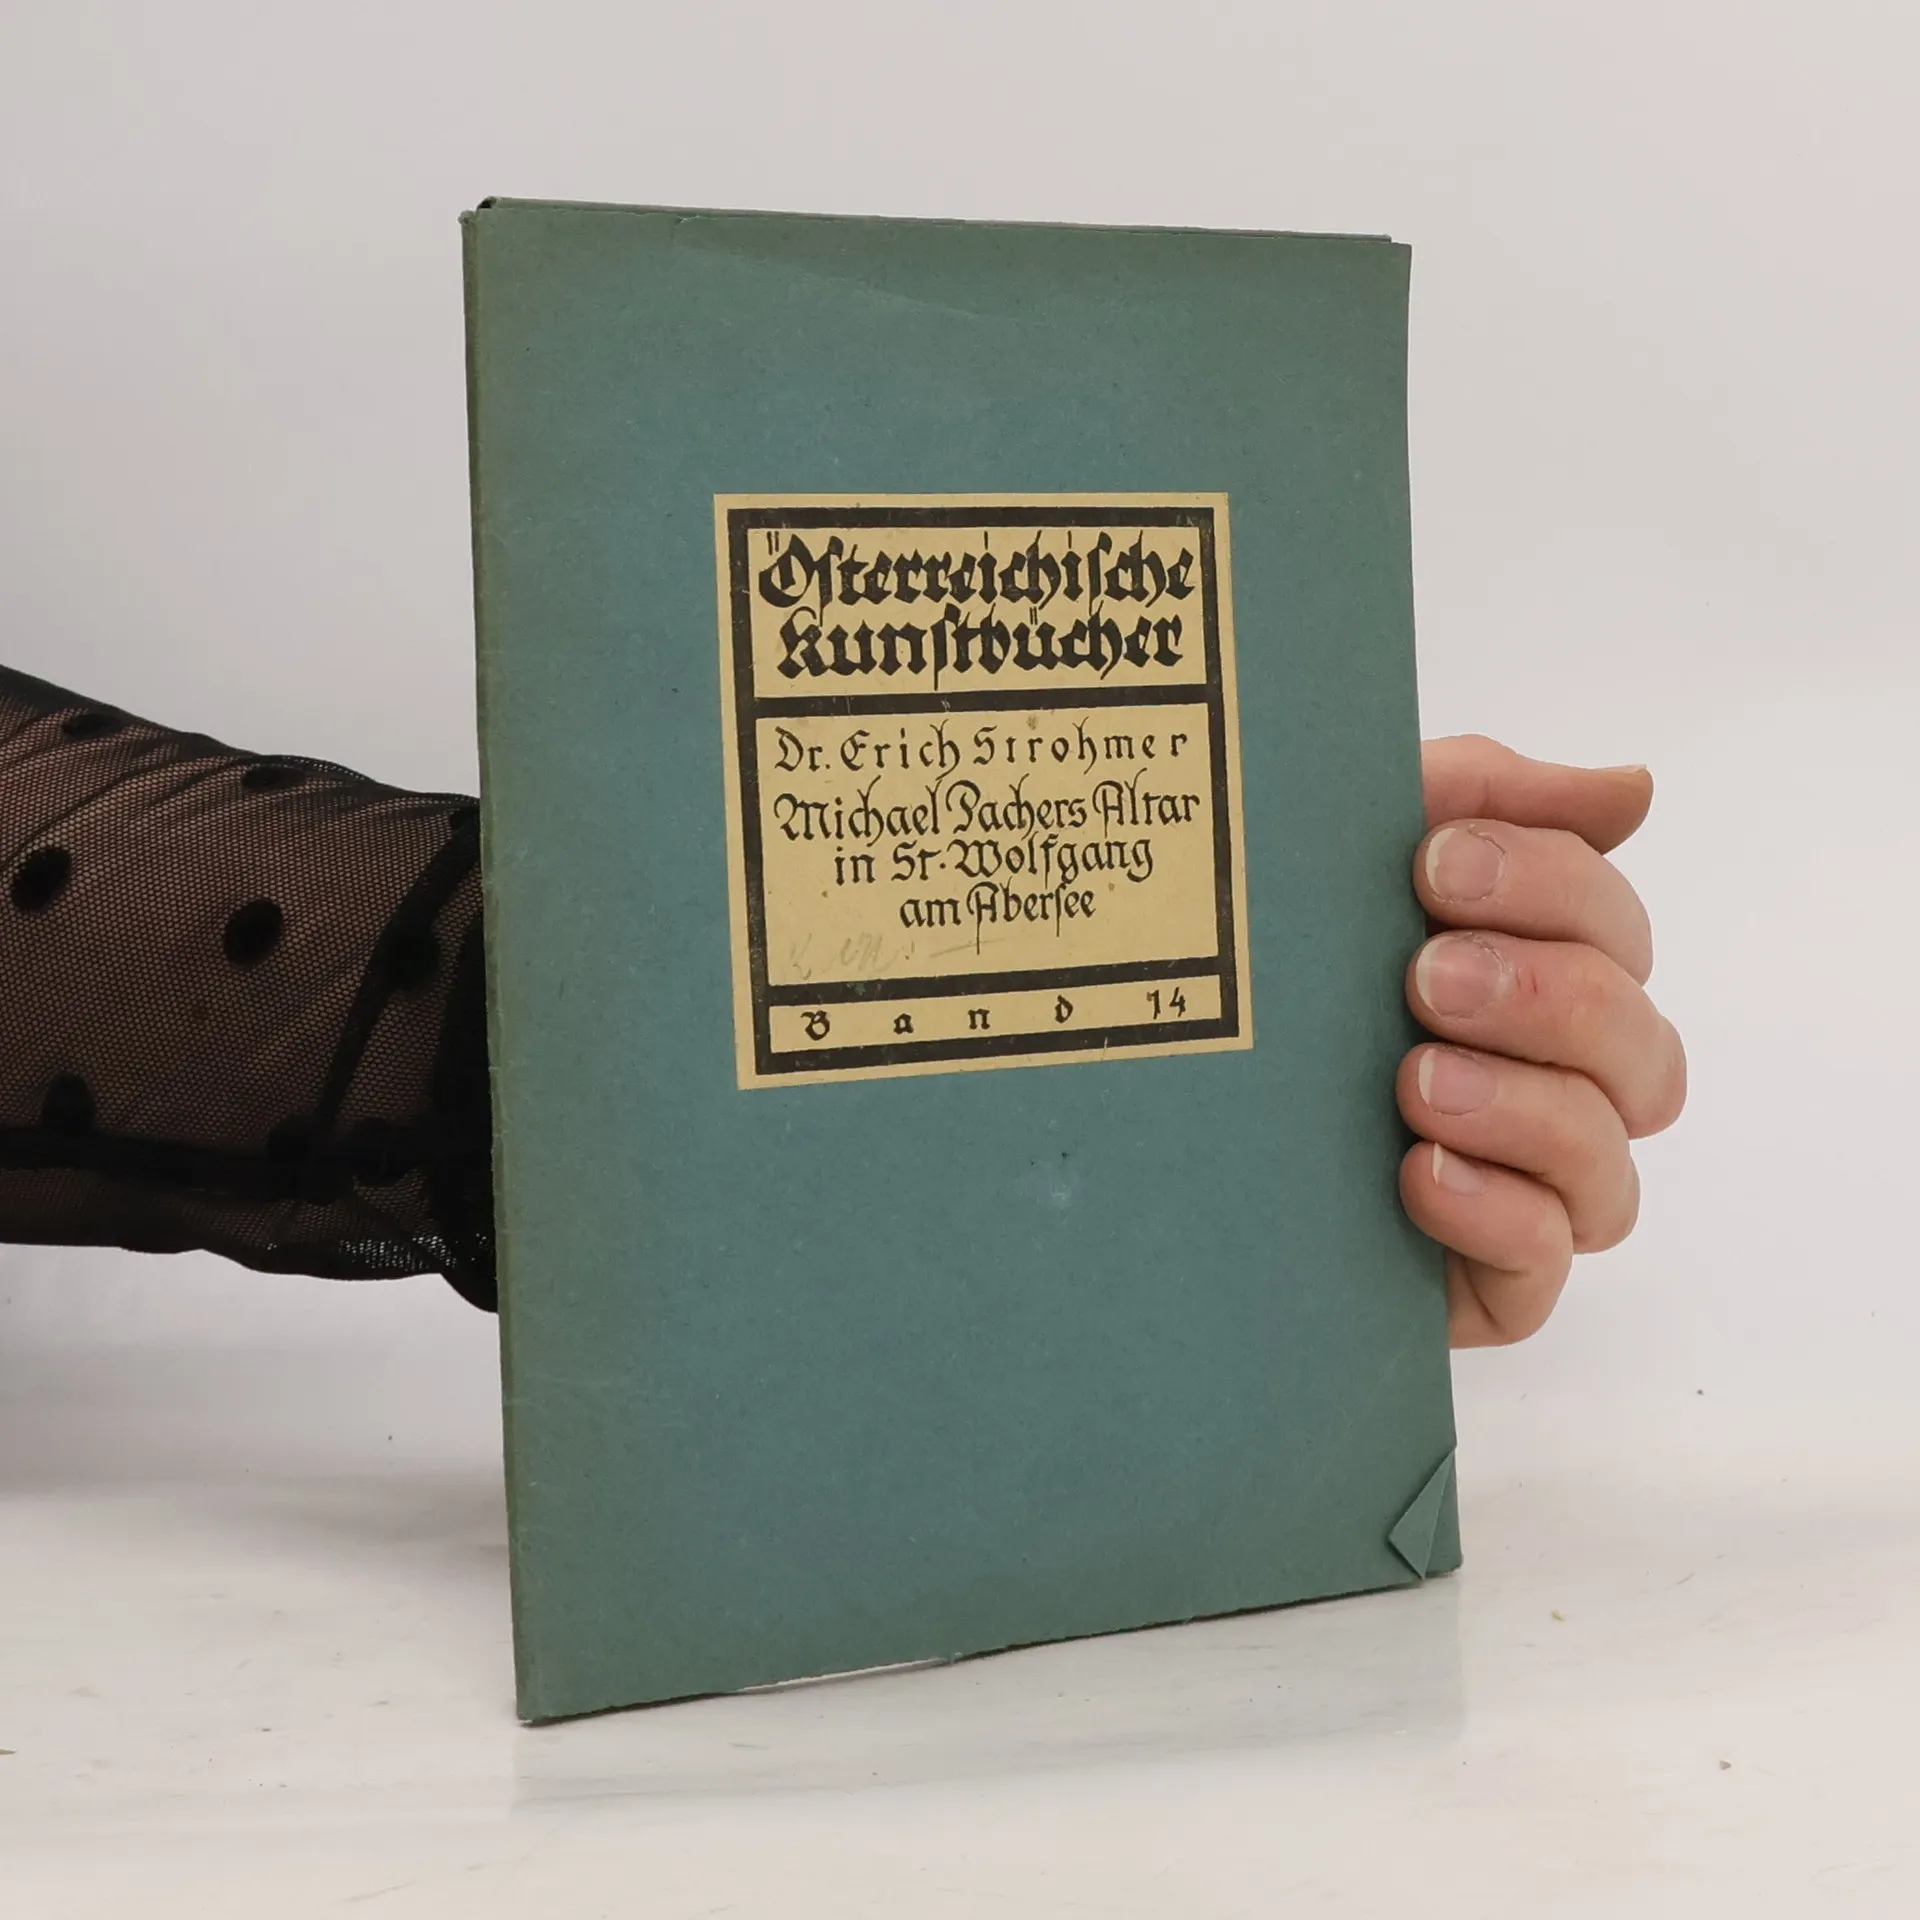 Österreichische
Kunstbücher
Dr. Erich Strohmer
Michael Pachers Altar
in St. Wolfgang
am Abersee
Band 14